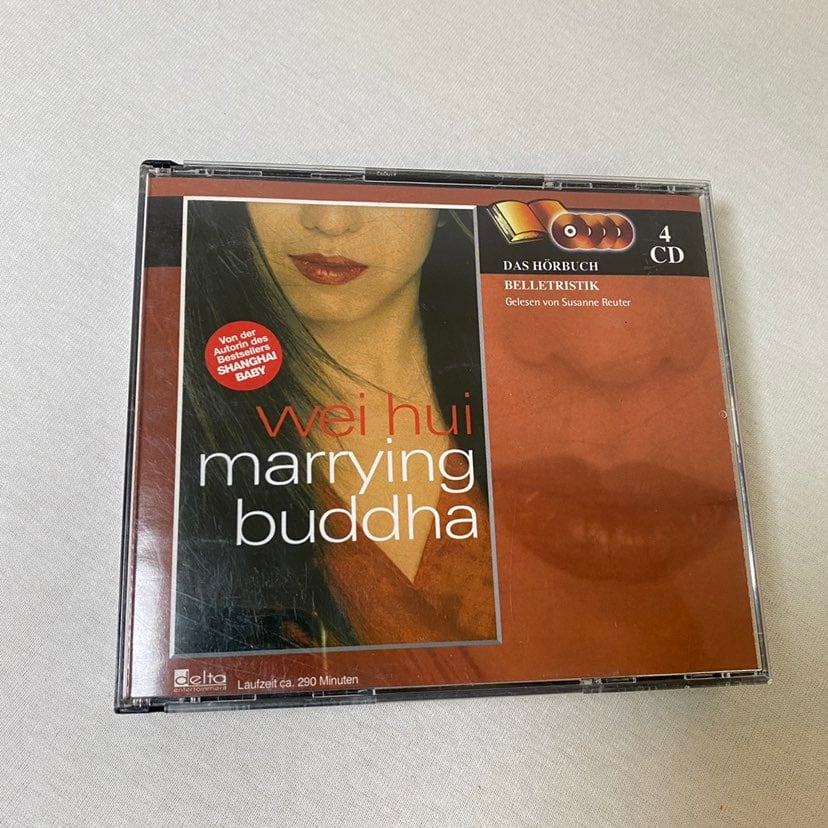 4
CD
DAS HÖRBUCH
BELLETRISTIK
Gelesen von Susanne Reuter
Von der
Autorin des
Bestsellers
SHANGHAI
BABY
wei hui
marrying
buddha
delta
entertainment
Laufzeit ca. 290 Minuten